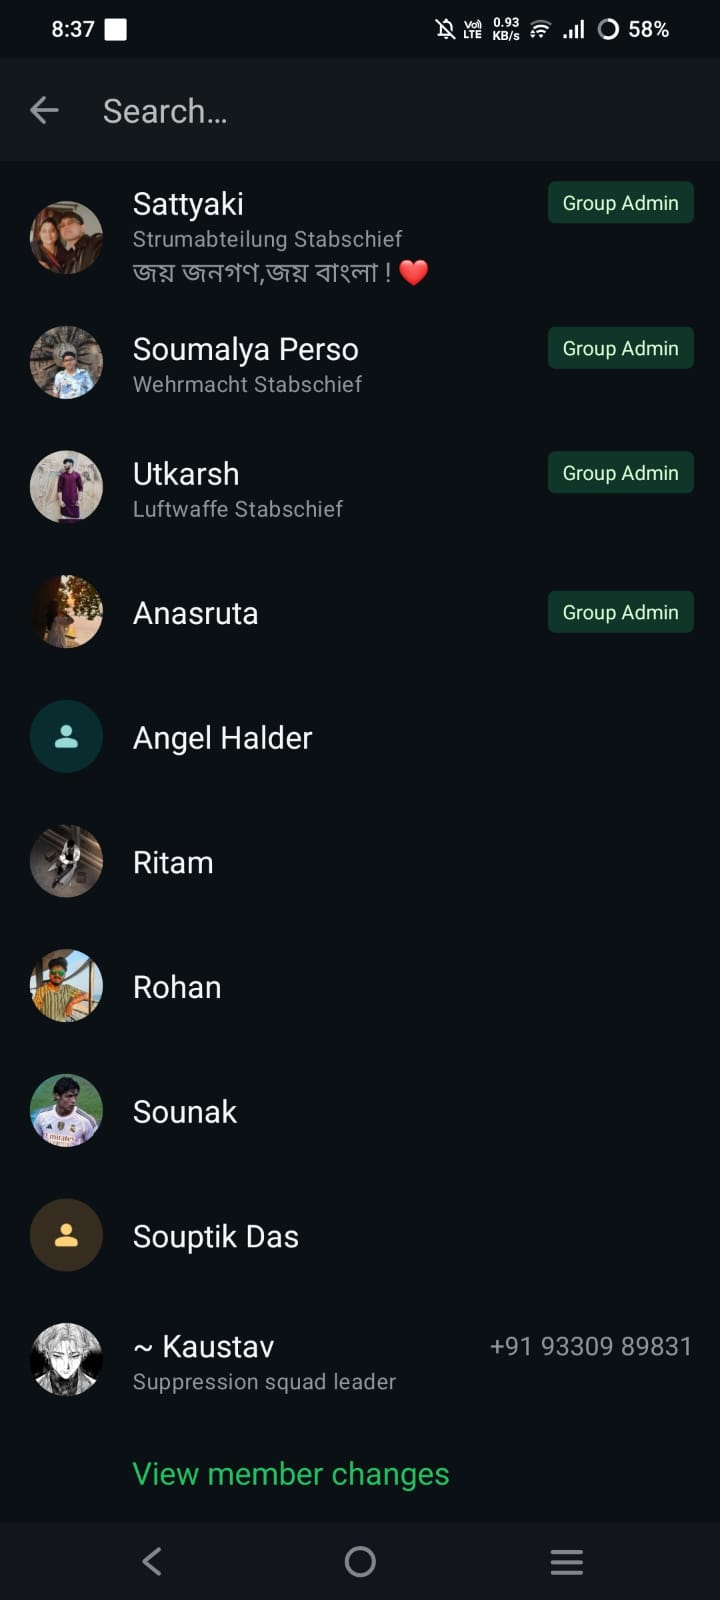 8:37
Vo) LTE 0.93 KB/s 58%
Search...
Sattyaki Group Admin
Strumabteilung Stabschief
জয় জনগণ,জয় বাংলা ! ❤️
Soumalya Perso Group Admin
Wehrmacht Stabschief
Utkarsh Group Admin
Luftwaffe Stabschief
Anasruta Group Admin
Angel Halder
Ritam
Rohan
Sounak
Souptik Das
~ Kaustav +91 93309 89831
Suppression squad leader
View member changes